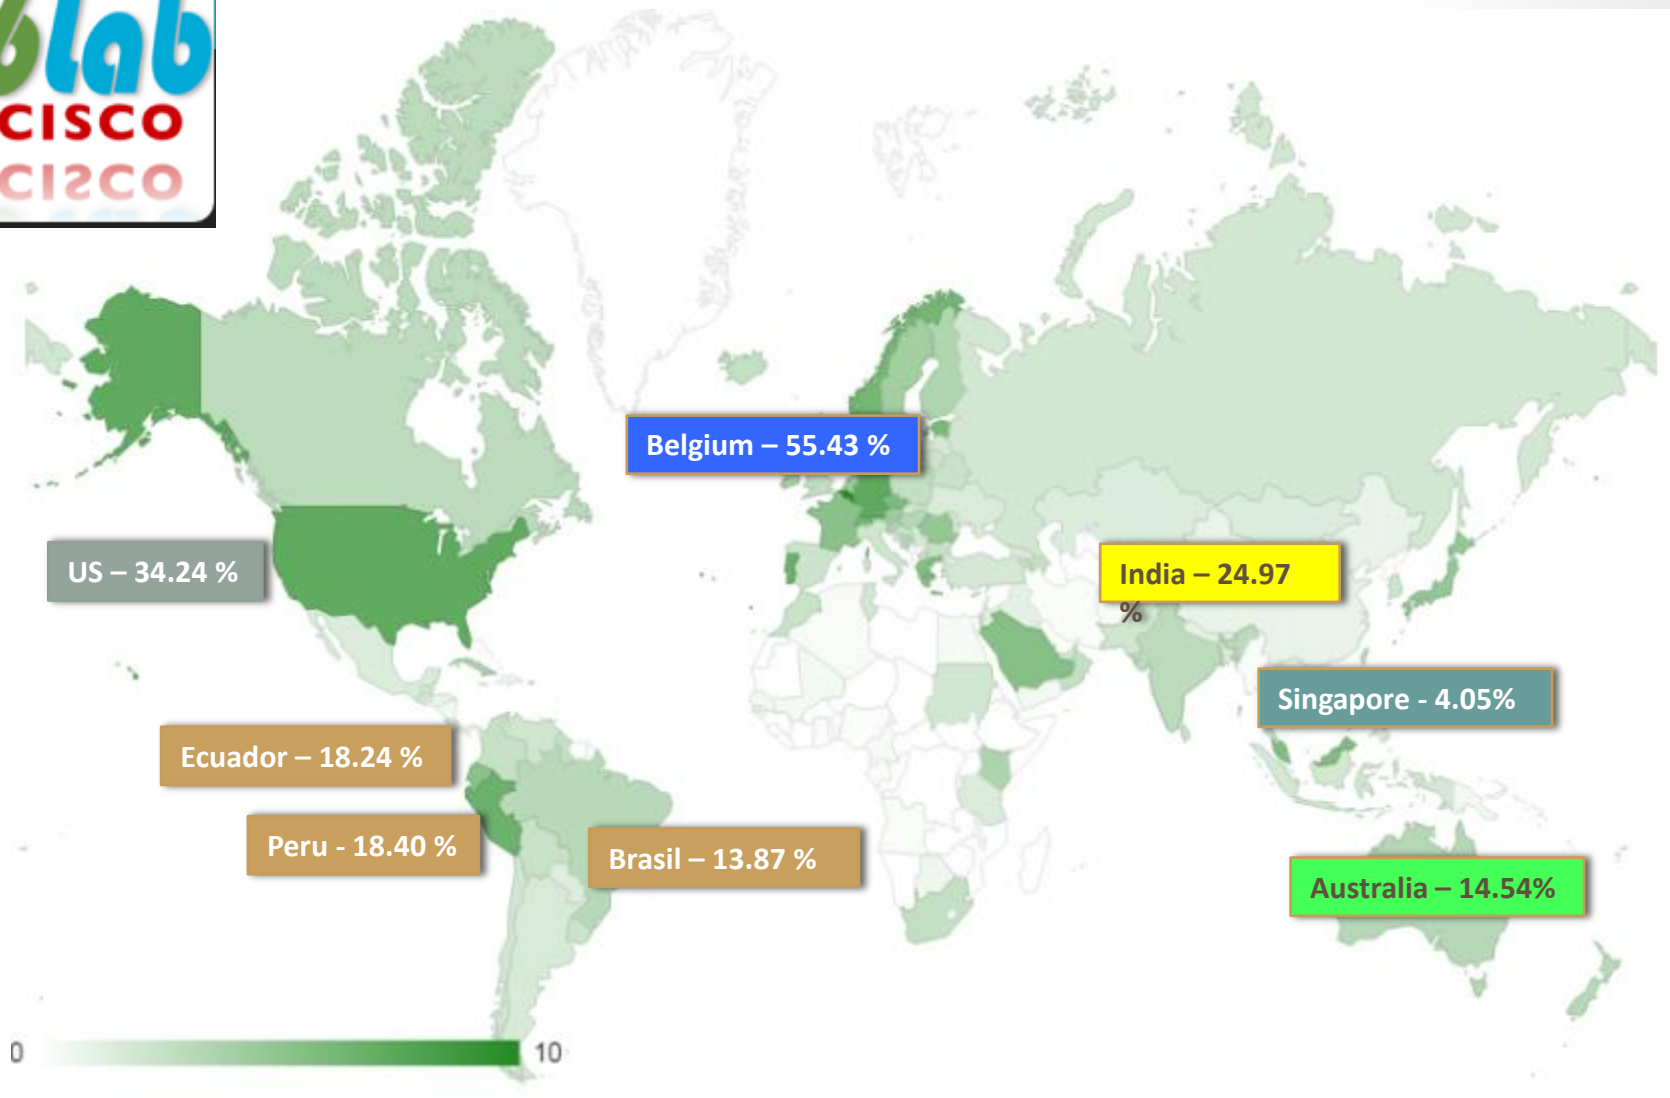 6lab
CISCO
Belgium – 55.43 %
US – 34.24 %
India – 24.97
%
Singapore - 4.05%
Ecuador – 18.24 %
Peru - 18.40 %
Brasil – 13.87 %
Australia – 14.54%
0
10